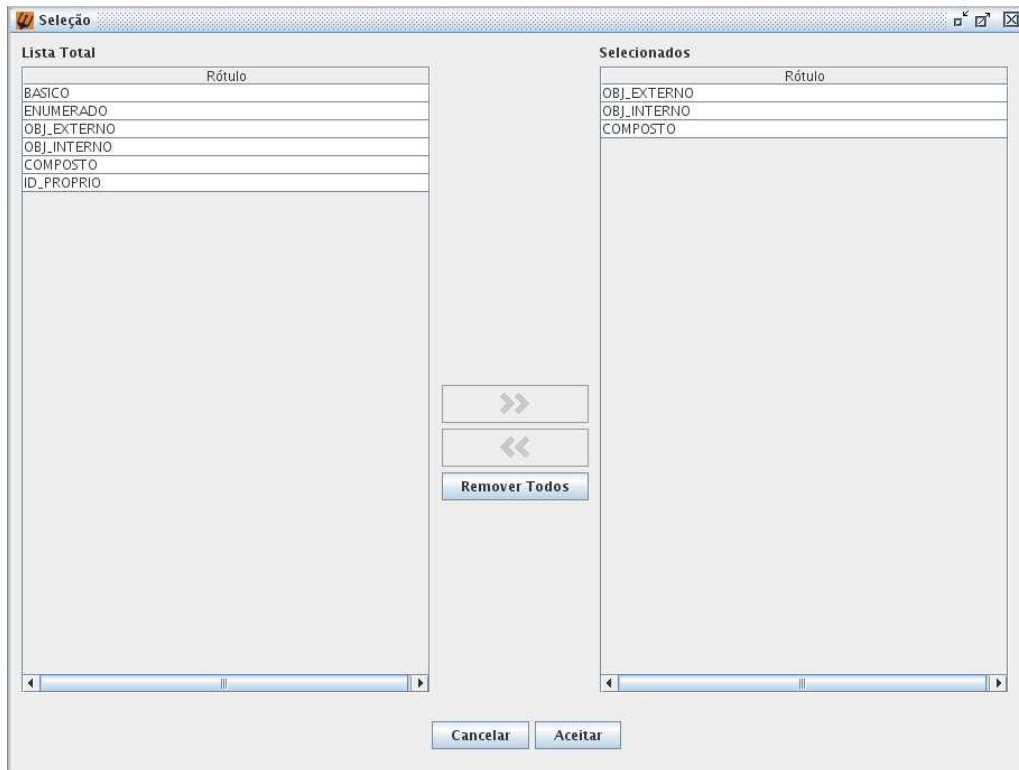 Seleção
Lista Total
Rótulo
BASICO
ENUMERADO
OBJ_EXTERNO
OBJ_INTERNO
COMPOSTO
ID_PROPRIO
Selecionados
Rótulo
OBJ_EXTERNO
OBJ_INTERNO
COMPOSTO
>>
<<
Remover Todos
Cancelar
Aceitar